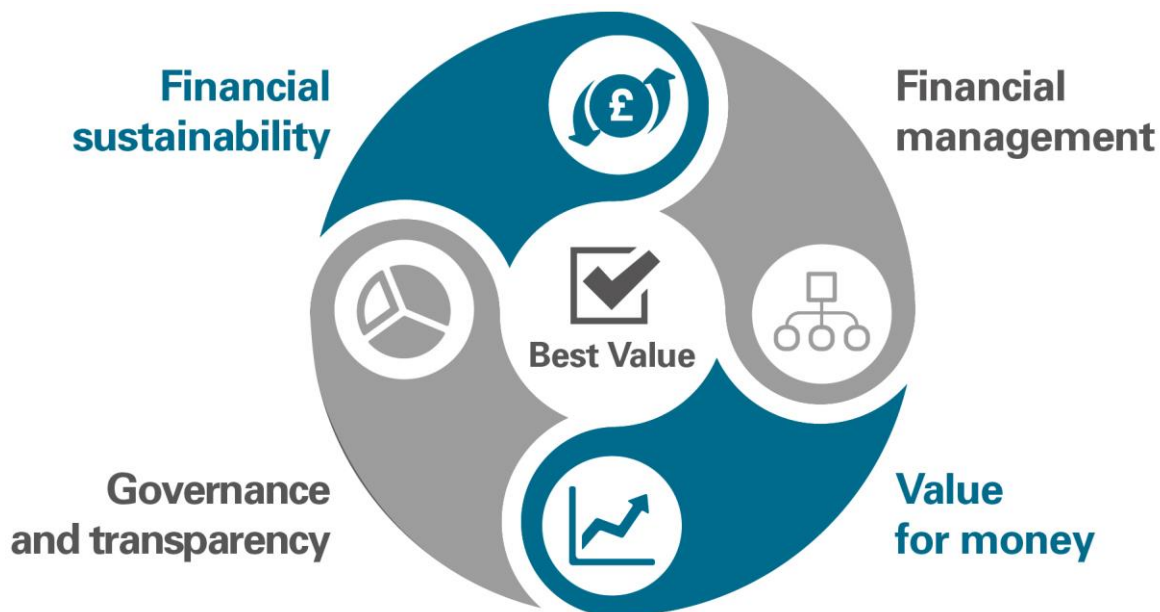 Financial
sustainability
£
Financial
management
Best Value
Governance
and transparency
Value
for money